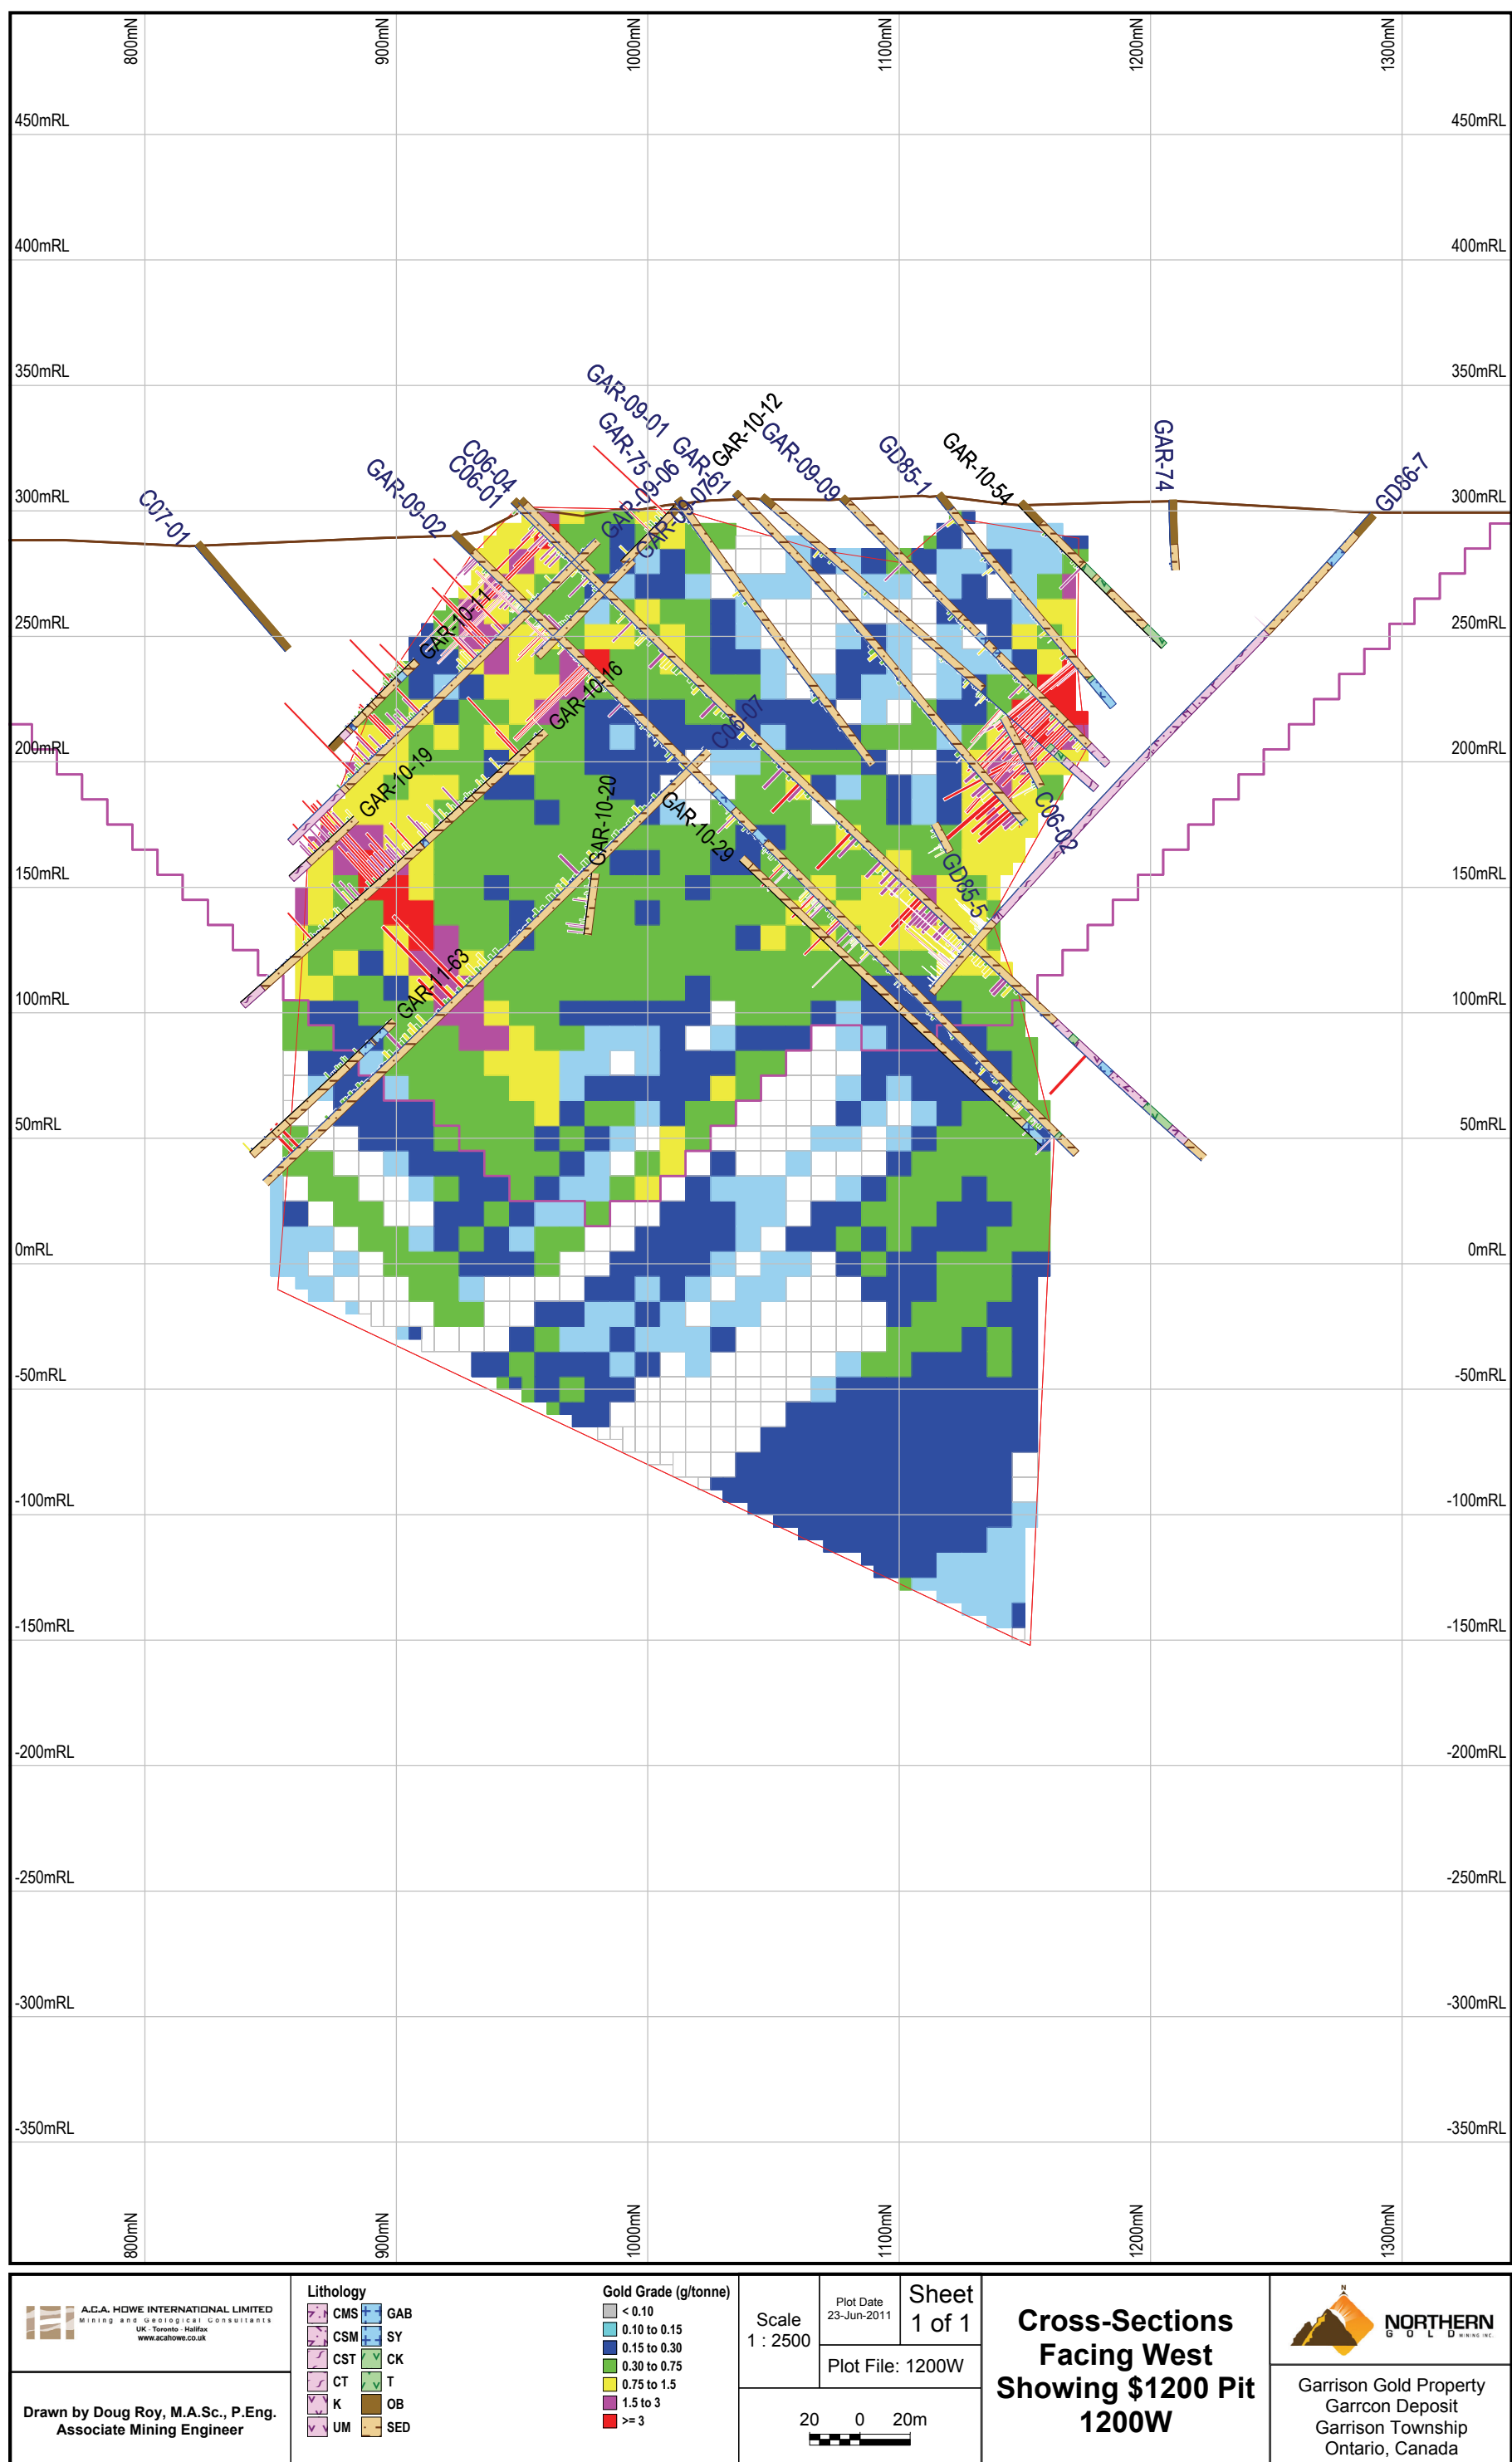 800mN
900mN
1000mN
1100mN
1200mN
1300mN
450mRL
450mRL
400mRL
400mRL
350mRL
350mRL
300mRL
300mRL
250mRL
250mRL
200mRL
200mRL
150mRL
150mRL
100mRL
100mRL
50mRL
50mRL
0mRL
0mRL
-50mRL
-50mRL
-100mRL
-100mRL
-150mRL
-150mRL
-200mRL
-200mRL
-250mRL
-250mRL
-300mRL
-300mRL
-350mRL
-350mRL
C07-01
GAR-09-02
C06-04
C06-01
GAR-09-01
GAR-75
GAR-09-06
GAR-61
GAR-09-07
GAR-10-12
GAR-09-09
GD85-1
GAR-10-54
GAR-74
GD86-7
GAR-10-11
GAR-10-16
C06-07
GAR-10-19
GAR-10-20
GAR-10-29
C06-02
GD85-5
GAR-11-63
800mN
900mN
1000mN
1100mN
1200mN
1300mN
A.C.A. HOWE INTERNATIONAL LIMITED
Mining and Geological Consultants
UK - Toronto - Halifax
www.acahowe.co.uk
Drawn by Doug Roy, M.A.Sc., P.Eng.
Associate Mining Engineer
Lithology
CMS GAB
CSM SY
CST CK
CT T
K OB
UM SED
Gold Grade (g/tonne)
< 0.10
0.10 to 0.15
0.15 to 0.30
0.30 to 0.75
0.75 to 1.5
1.5 to 3
>= 3
Scale
1 : 2500
Plot Date
23-Jun-2011
Sheet
1 of 1
Plot File: 1200W
20 0 20m
Cross-Sections
Facing West
Showing $1200 Pit
1200W
N
NORTHERN
GOLD MINING INC.
Garrison Gold Property
Garrcon Deposit
Garrison Township
Ontario, Canada